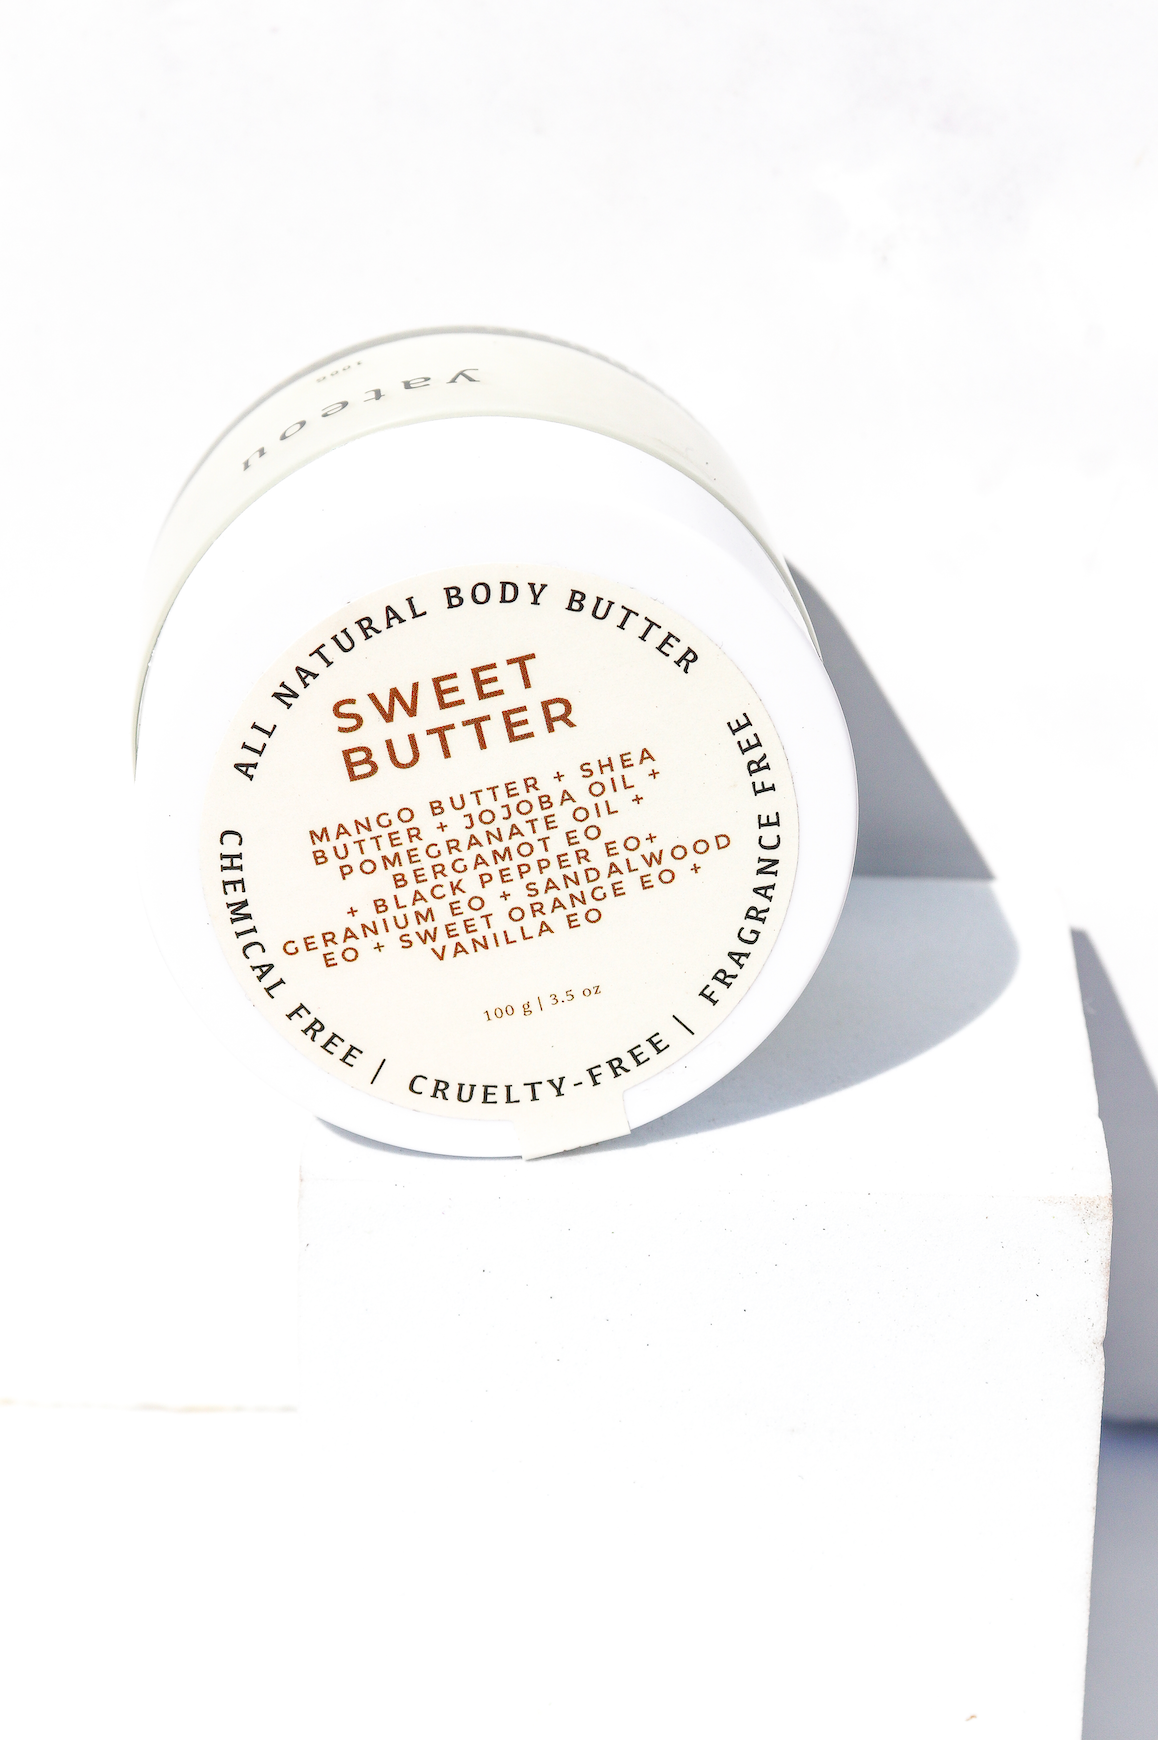 yateou
100g
ALL NATURAL BODY BUTTER
SWEET
BUTTER
MANGO BUTTER + SHEA
BUTTER + JOJOBA OIL +
POMEGRANATE OIL +
BERGAMOT EO
+ BLACK PEPPER EO+
GERANIUM EO + SANDALWOOD
EO + SWEET ORANGE EO +
VANILLA EO
100 g | 3.5 oz
CHEMICAL FREE | CRUELTY-FREE | FRAGRANCE FREE